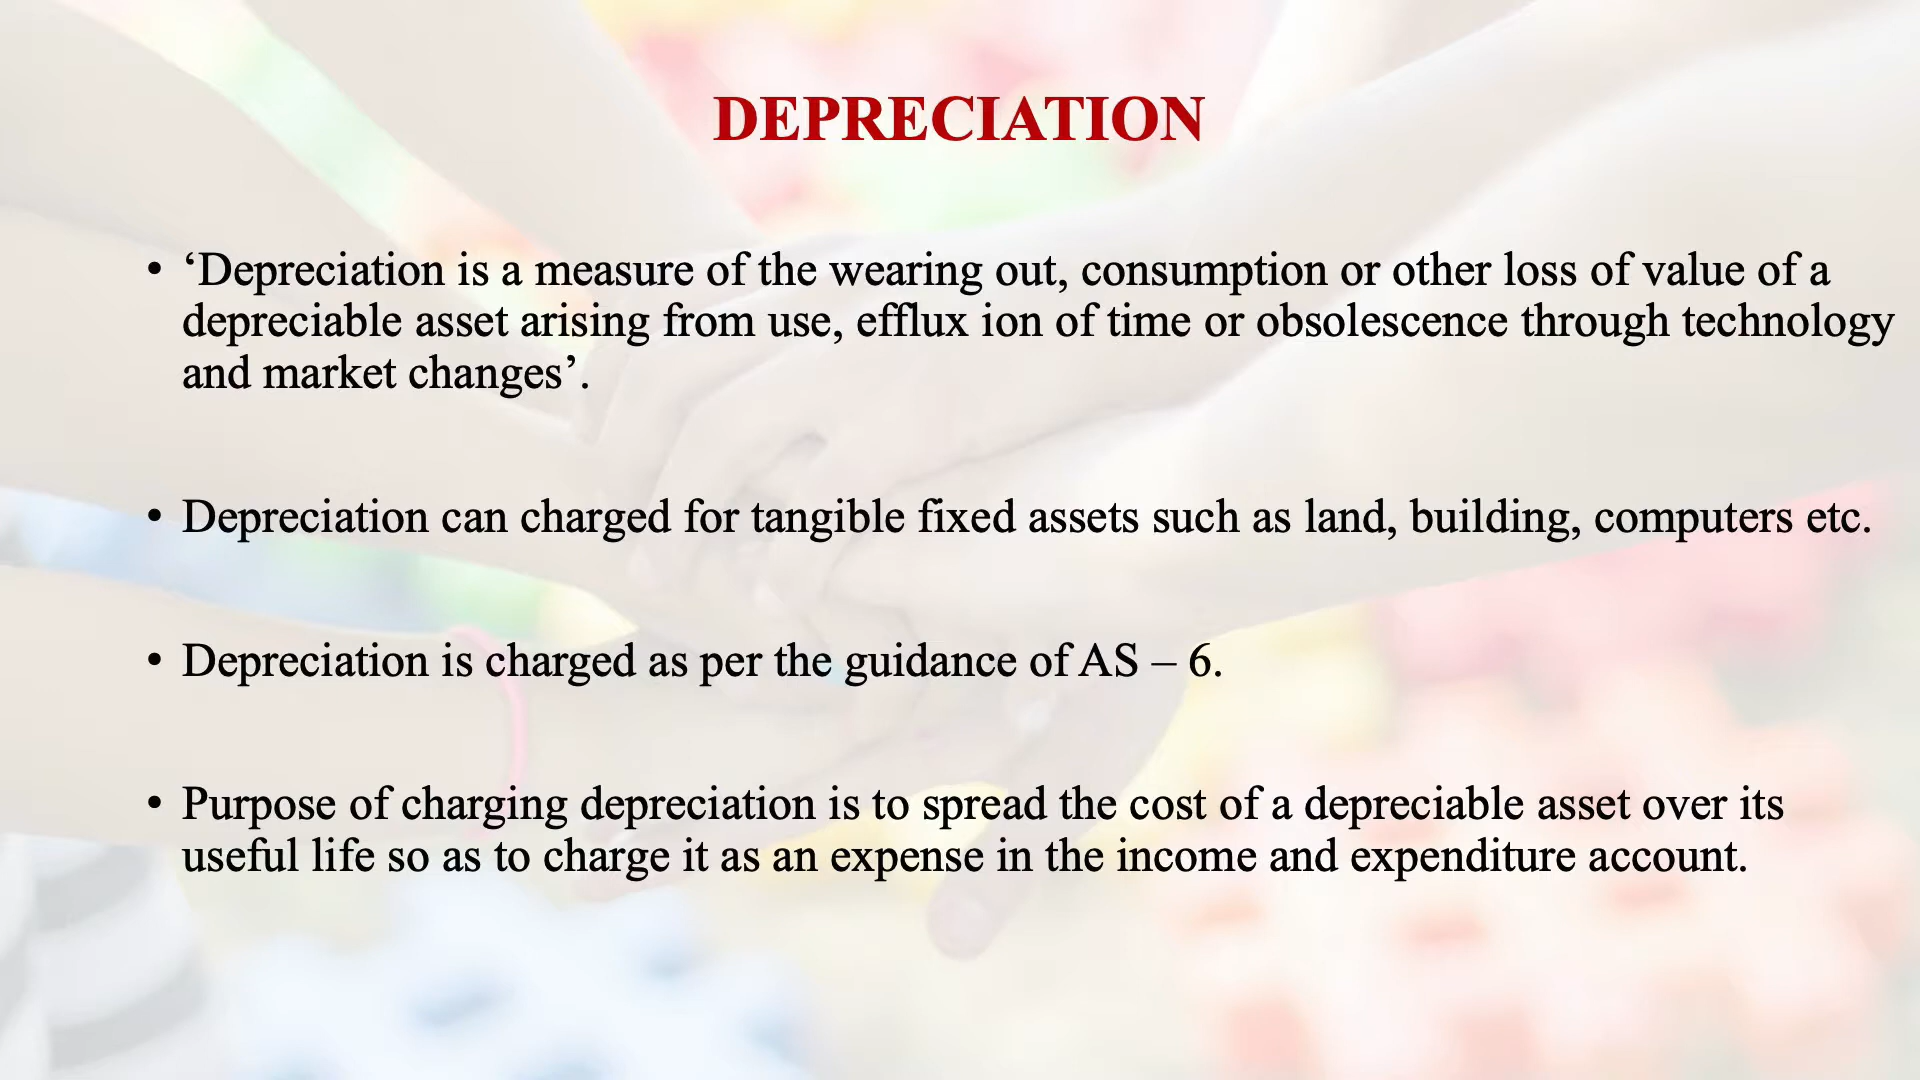 DEPRECIATION
• ‘Depreciation is a measure of the wearing out, consumption or other loss of value of a
depreciable asset arising from use, efflux ion of time or obsolescence through technology
and market changes’.
• Depreciation can charged for tangible fixed assets such as land, building, computers etc.
• Depreciation is charged as per the guidance of AS – 6.
• Purpose of charging depreciation is to spread the cost of a depreciable asset over its
useful life so as to charge it as an expense in the income and expenditure account.